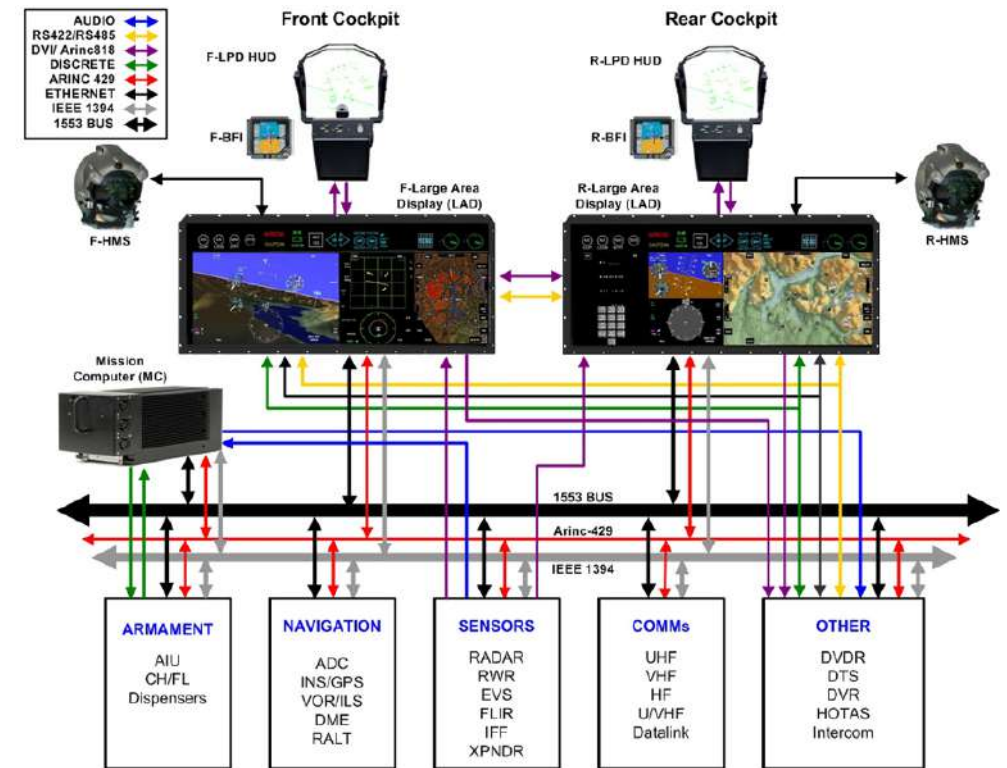 AUDIO
RS422/RS485
DVI/ Arinc818
DISCRETE
ARINC 429
ETHERNET
IEEE 1394
1553 BUS
Front Cockpit
Rear Cockpit
F-LPD HUD
R-LPD HUD
F-BFI
R-BFI
F-Large Area
Display (LAD)
R-Large Area
Display (LAD)
F-HMS
R-HMS
Mission
Computer (MC)
1553 BUS
Arinc-429
IEEE 1394
ARMAMENT
AIU
CH/FL
Dispensers
NAVIGATION
ADC
INS/GPS
VOR/ILS
DME
RALT
SENSORS
RADAR
RWR
EVS
FLIR
IFF
XPNDR
COMMs
UHF
VHF
HF
U/VHF
Datalink
OTHER
DVDR
DTS
DVR
HOTAS
Intercom